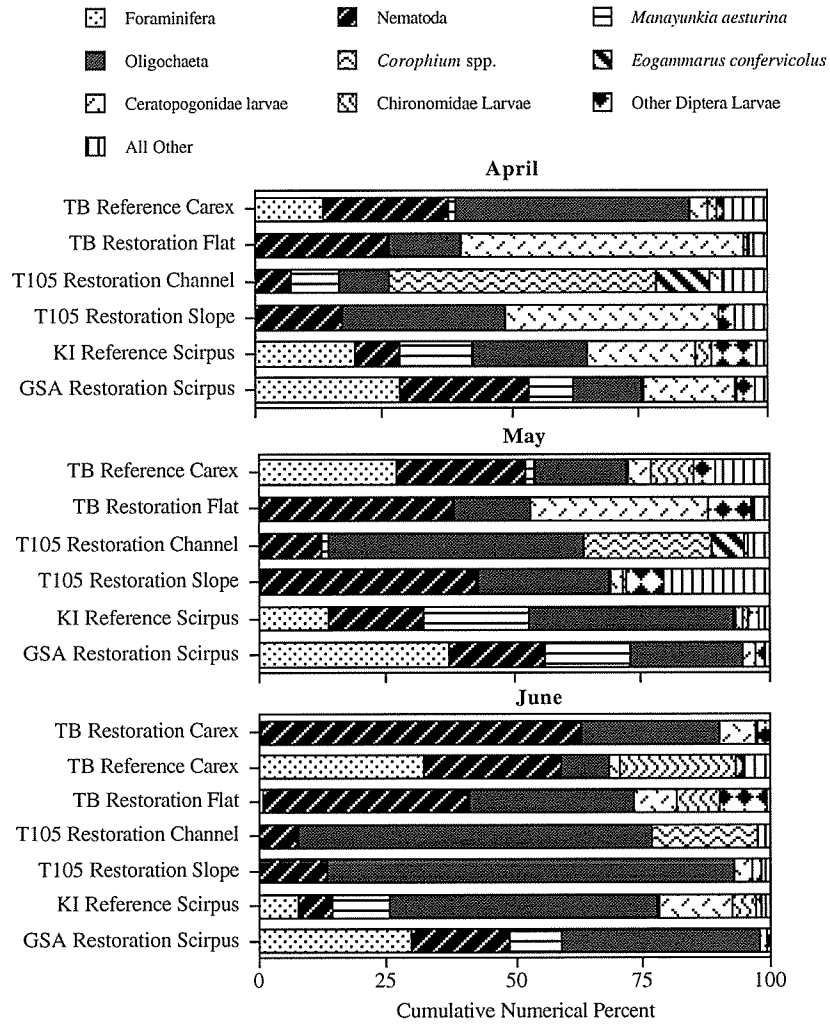 Foraminifera Nematoda Manayunkia aesturina
Oligochaeta Corophium spp. Eogammarus confervicolus
Ceratopogonidae larvae Chironomidae Larvae Other Diptera Larvae
All Other
April
TB Reference Carex
TB Restoration Flat
T105 Restoration Channel
T105 Restoration Slope
KI Reference Scirpus
GSA Restoration Scirpus
May
TB Reference Carex
TB Restoration Flat
T105 Restoration Channel
T105 Restoration Slope
KI Reference Scirpus
GSA Restoration Scirpus
June
TB Restoration Carex
TB Reference Carex
TB Restoration Flat
T105 Restoration Channel
T105 Restoration Slope
KI Reference Scirpus
GSA Restoration Scirpus
0 25 50 75 100
Cumulative Numerical Percent